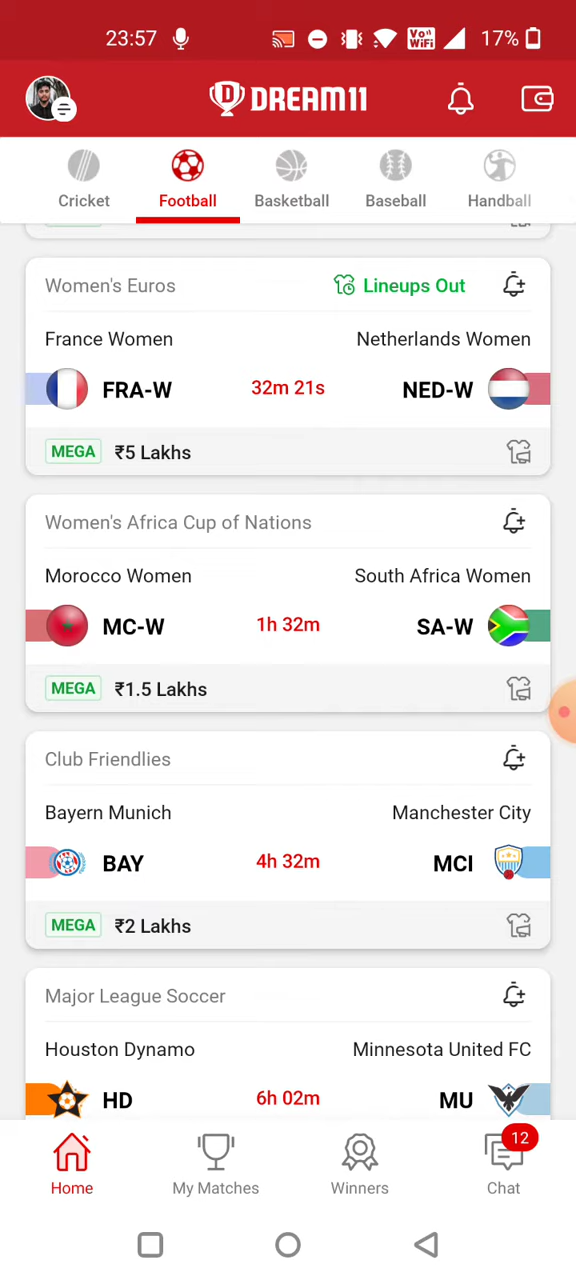 23:57
Vo))
WiFi
17%
D DREAM11
Cricket
Football
Basketball
Baseball
Handball
Women's Euros
Lineups Out
France Women
Netherlands Women
FRA-W
32m 21s
NED-W
MEGA ₹5 Lakhs
Women's Africa Cup of Nations
Morocco Women
South Africa Women
MC-W
1h 32m
SA-W
MEGA ₹1.5 Lakhs
Club Friendlies
Bayern Munich
Manchester City
BAY
4h 32m
MCI
MEGA ₹2 Lakhs
Major League Soccer
Houston Dynamo
Minnesota United FC
HD
6h 02m
MU
12
Home
My Matches
Winners
Chat